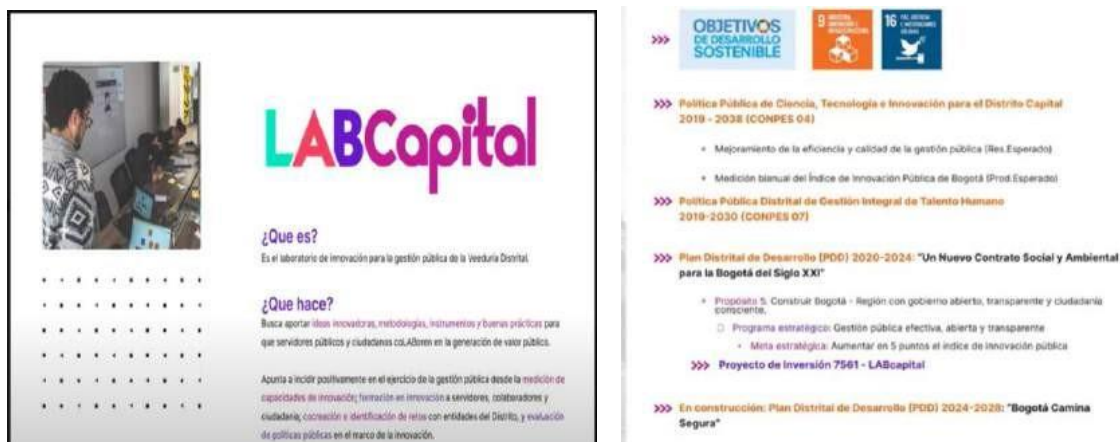 LABCapital
¿Que es?
Es el laboratorio de innovación para la gestión pública de la Veeduría Distrital.
¿Que hace?
Busca aportar ideas innovadoras, metodologías, instrumentos y buenas prácticas para
que servidores públicos y ciudadanos coLABoren en la generación de valor público.
Apunta a incidir positivamente en el ejercicio de la gestión pública desde la medición de
capacidades de innovación; formación en innovación a servidores, colaboradores y
ciudadanía; cocreación e identificación de retos con entidades del Distrito, y evaluación
de políticas públicas en el marco de la innovación.
OBJETIVOS
DE DESARROLLO
SOSTENIBLE
9
16
Política Pública de Ciencia, Tecnología e Innovación para el Distrito Capital
2019 - 2038 (CONPES 04)
Mejoramiento de la eficiencia y calidad de la gestión pública (Res.Esperado)
Medición bianual del Índice de Innovación Pública de Bogotá (Prod.Esperado)
Política Pública Distrital de Gestión Integral de Talento Humano
2019-2030 (CONPES 07)
Plan Distrital de Desarrollo (PDD) 2020-2024: "Un Nuevo Contrato Social y Ambiental
para la Bogotá del Siglo XXI"
Propósito 5. Construir Bogotá - Región con gobierno abierto, transparente y ciudadanía
consciente.
Programa estratégico: Gestión pública efectiva, abierta y transparente
Meta estratégica: Aumentar en 5 puntos el índice de innovación pública
Proyecto de Inversión 7561 - LABcapital
En construcción: Plan Distrital de Desarrollo (PDD) 2024-2028: "Bogotá Camina
Segura"